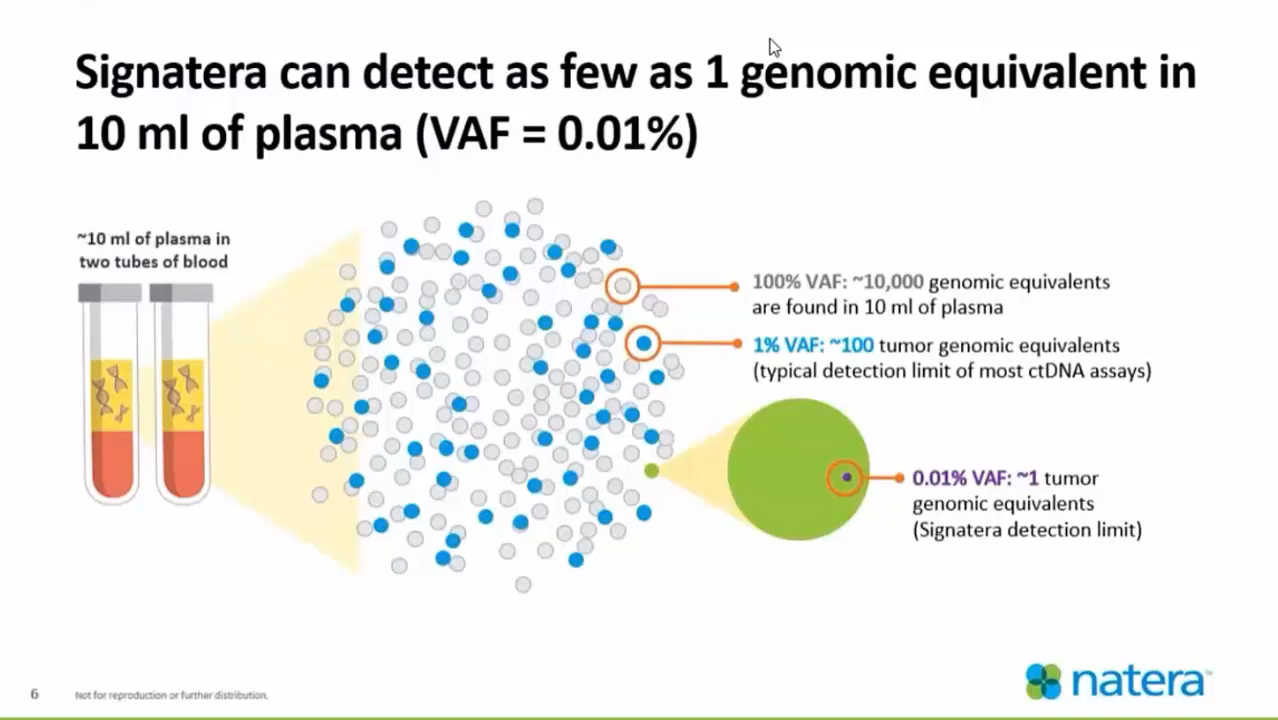 Signatera can detect as few as 1 genomic equivalent in
10 ml of plasma (VAF = 0.01%)
~10 ml of plasma in
two tubes of blood
100% VAF: ~10,000 genomic equivalents
are found in 10 ml of plasma
1% VAF: ~100 tumor genomic equivalents
(typical detection limit of most ctDNA assays)
0.01% VAF: ~1 tumor
genomic equivalents
(Signatera detection limit)
6
Not for reproduction or further distribution.
natera™